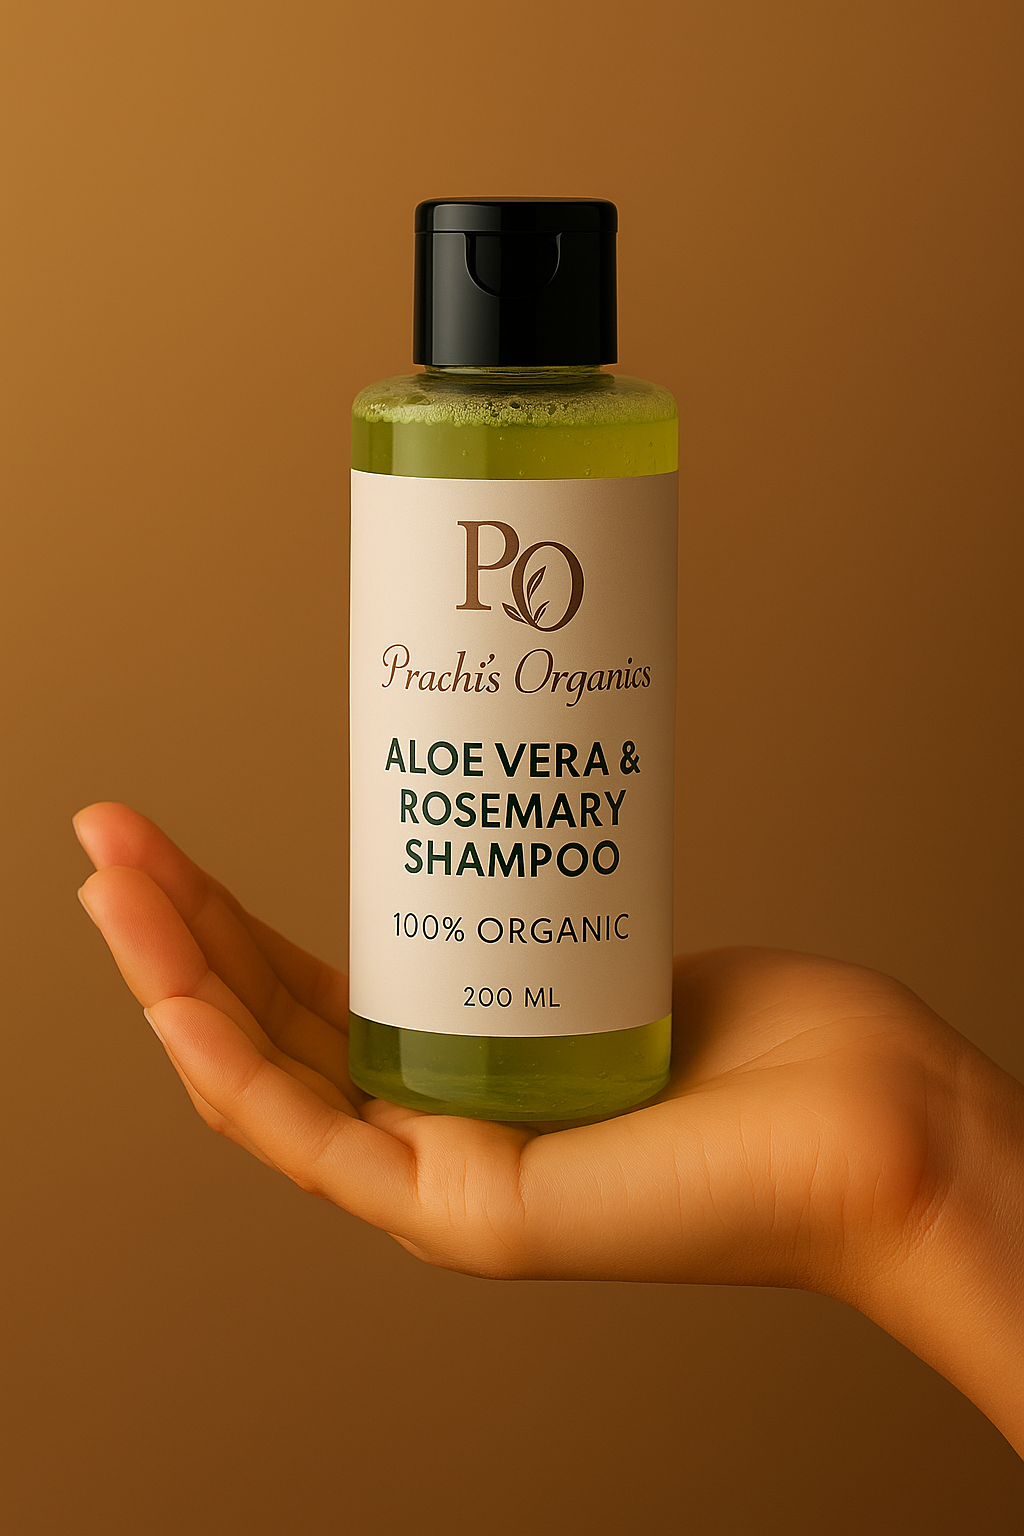 PO
Prachi's Organics
ALOE VERA &
ROSEMARY
SHAMPOO
100% ORGANIC
200 ML